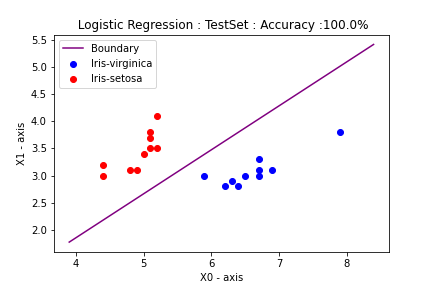 Logistic Regression : TestSet : Accuracy :100.0%
Boundary
Iris-virginica
Iris-setosa
5.5
5.0
4.5
4.0
3.5
3.0
2.5
2.0
X1 - axis
4 5 6 7 8
X0 - axis